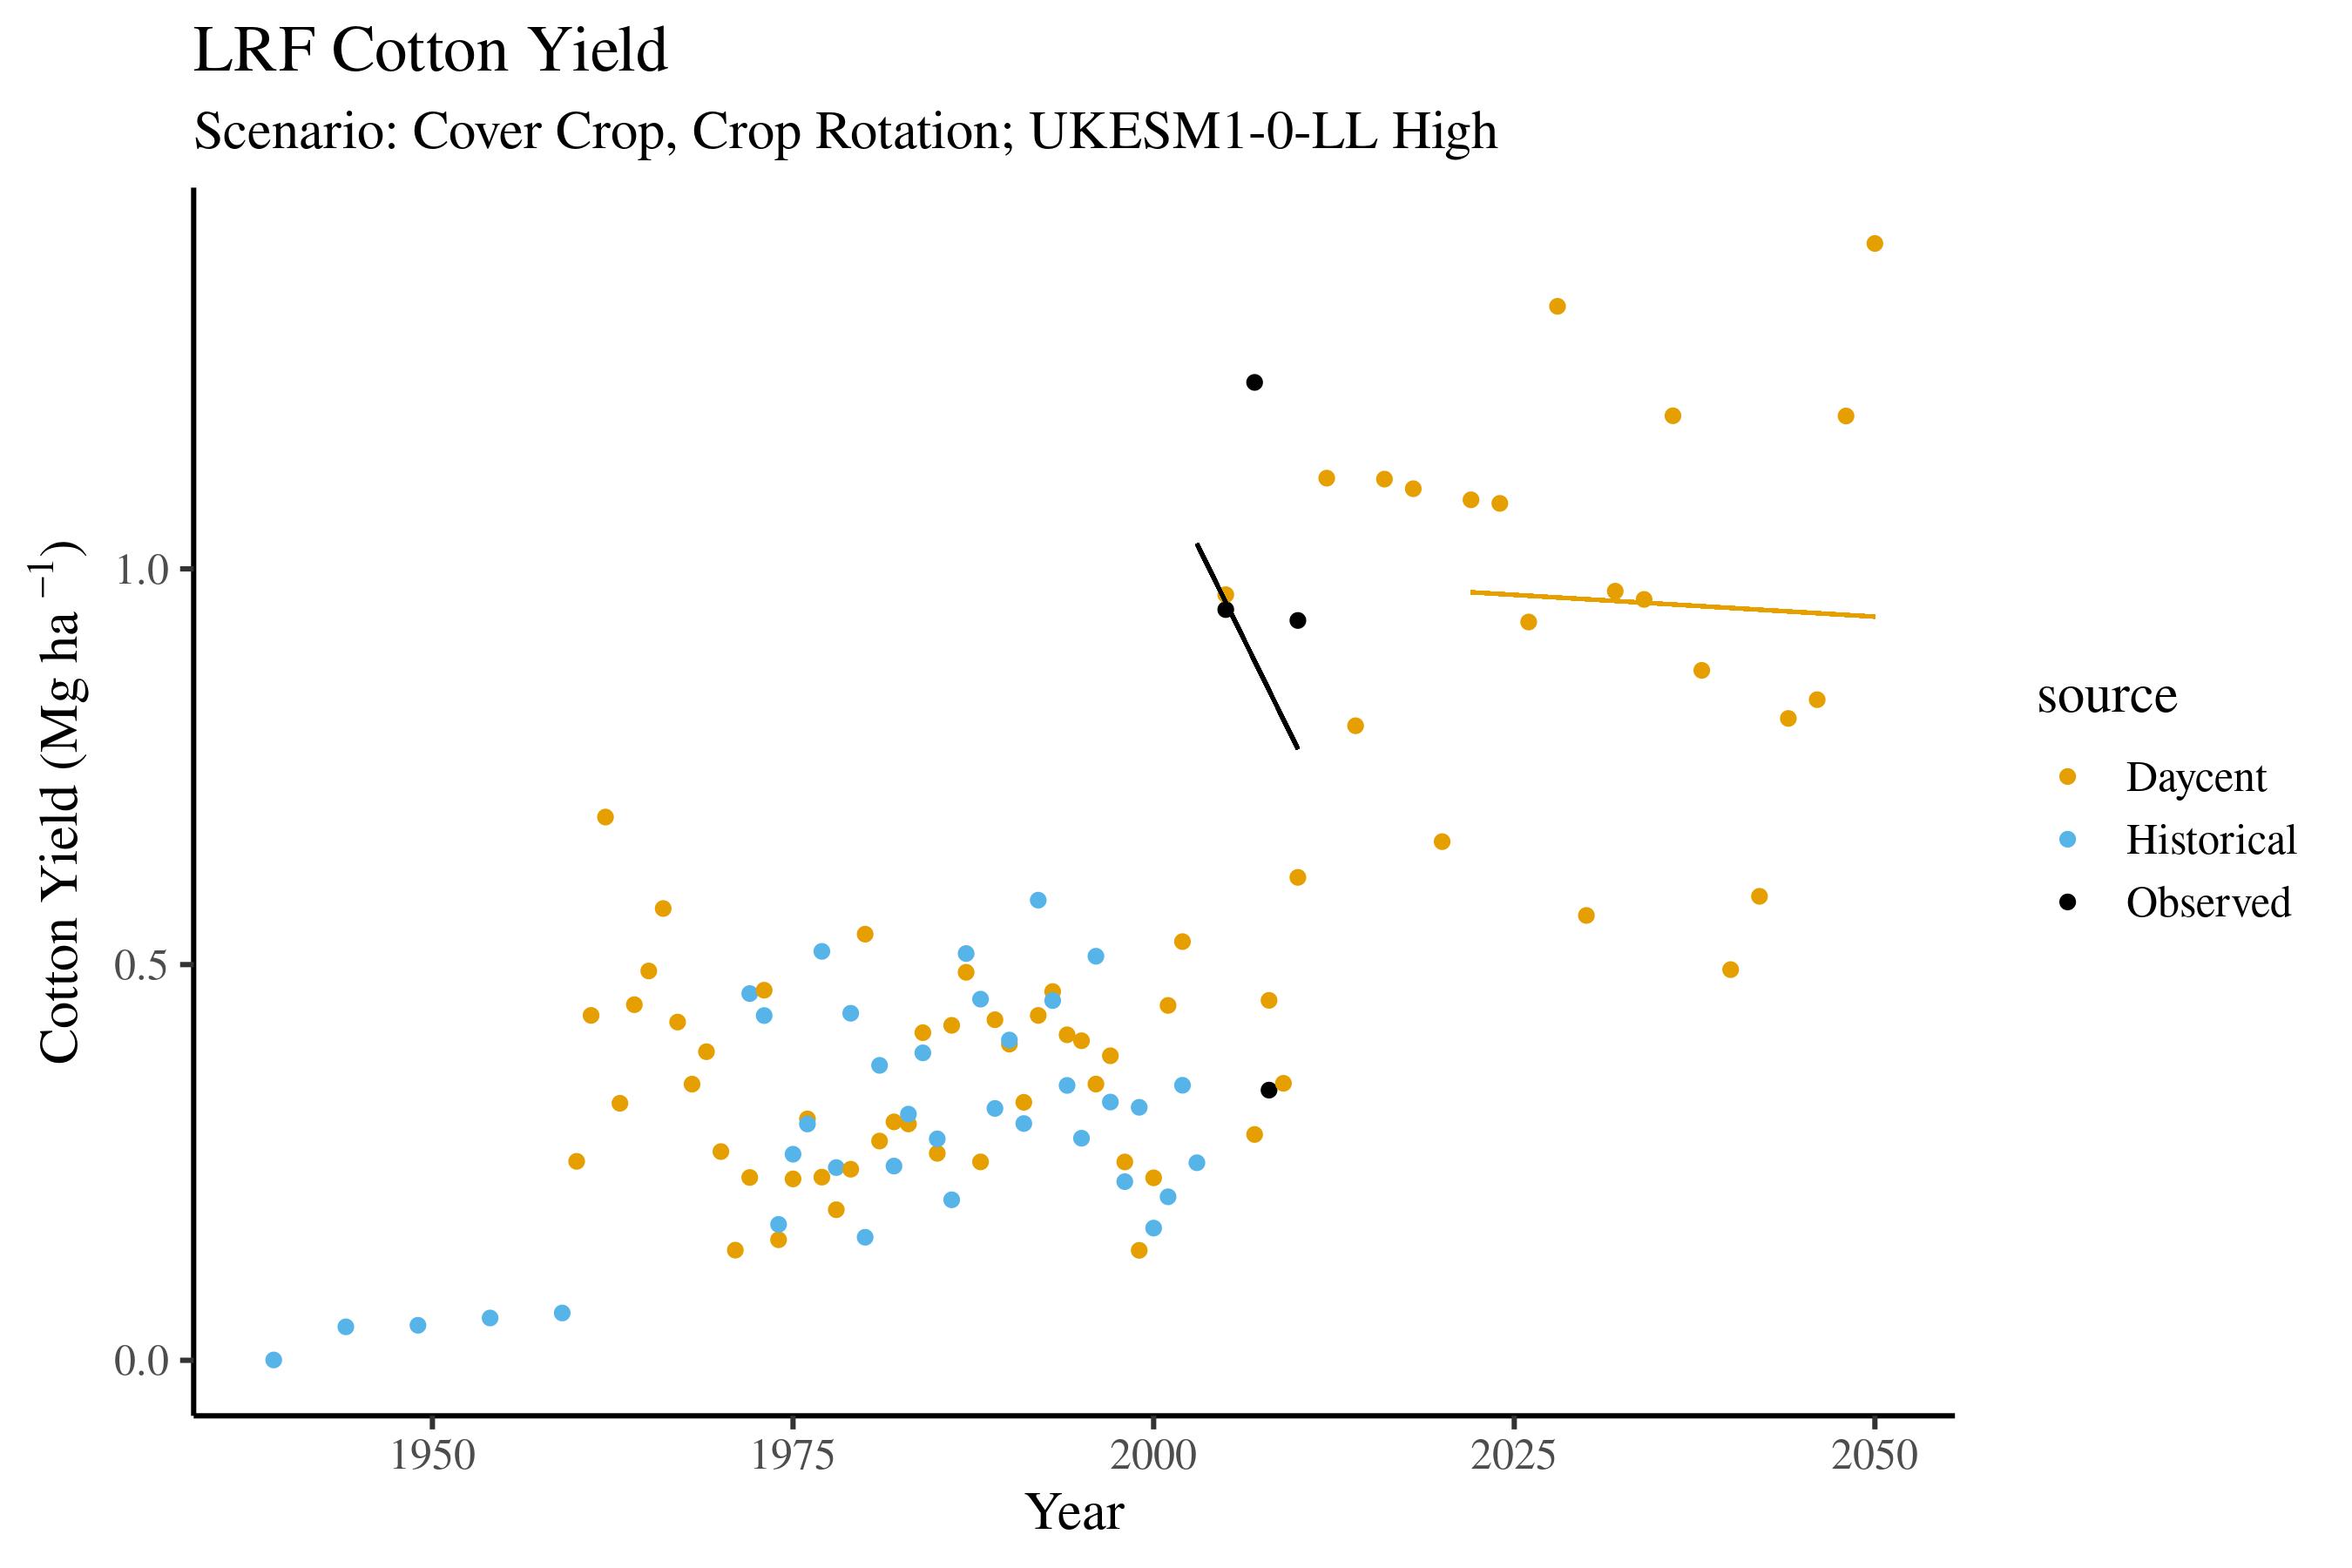 LRF Cotton Yield
Scenario: Cover Crop, Crop Rotation; UKESM1-0-LL High
Cotton Yield (Mg ha −1)
1.0
0.5
0.0
1950 1975 2000 2025 2050
Year
source
Daycent
Historical
Observed